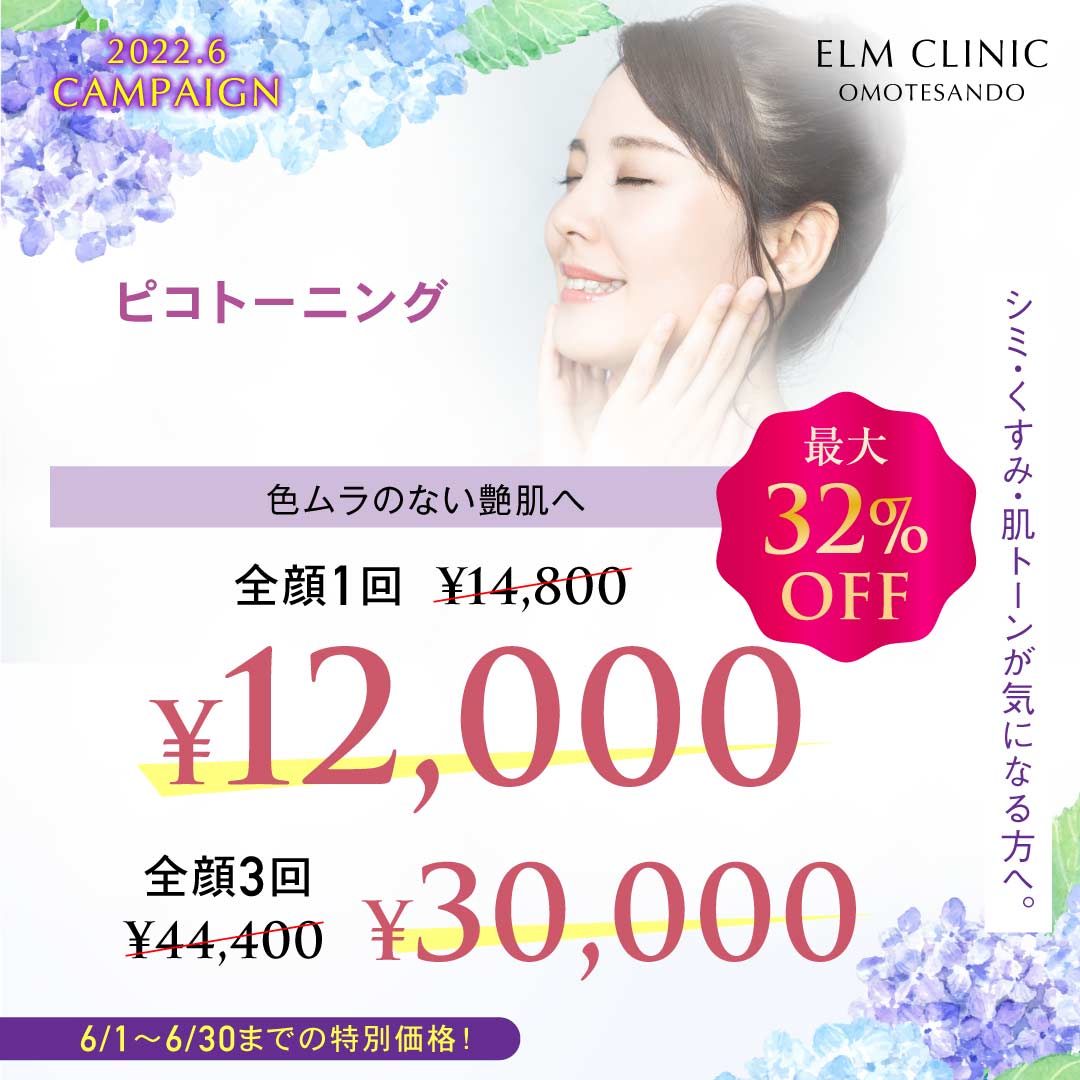 2022.6
CAMPAIGN
ELM CLINIC
OMOTESANDO
ピコトーニング
シミ・くすみ・肌トーンが気になる方へ。
最大
32%
OFF
色ムラのない艶肌へ
全顔1回 ¥14,800
¥12,000
全顔3回
¥44,400
¥30,000
6/1～6/30までの特別価格!